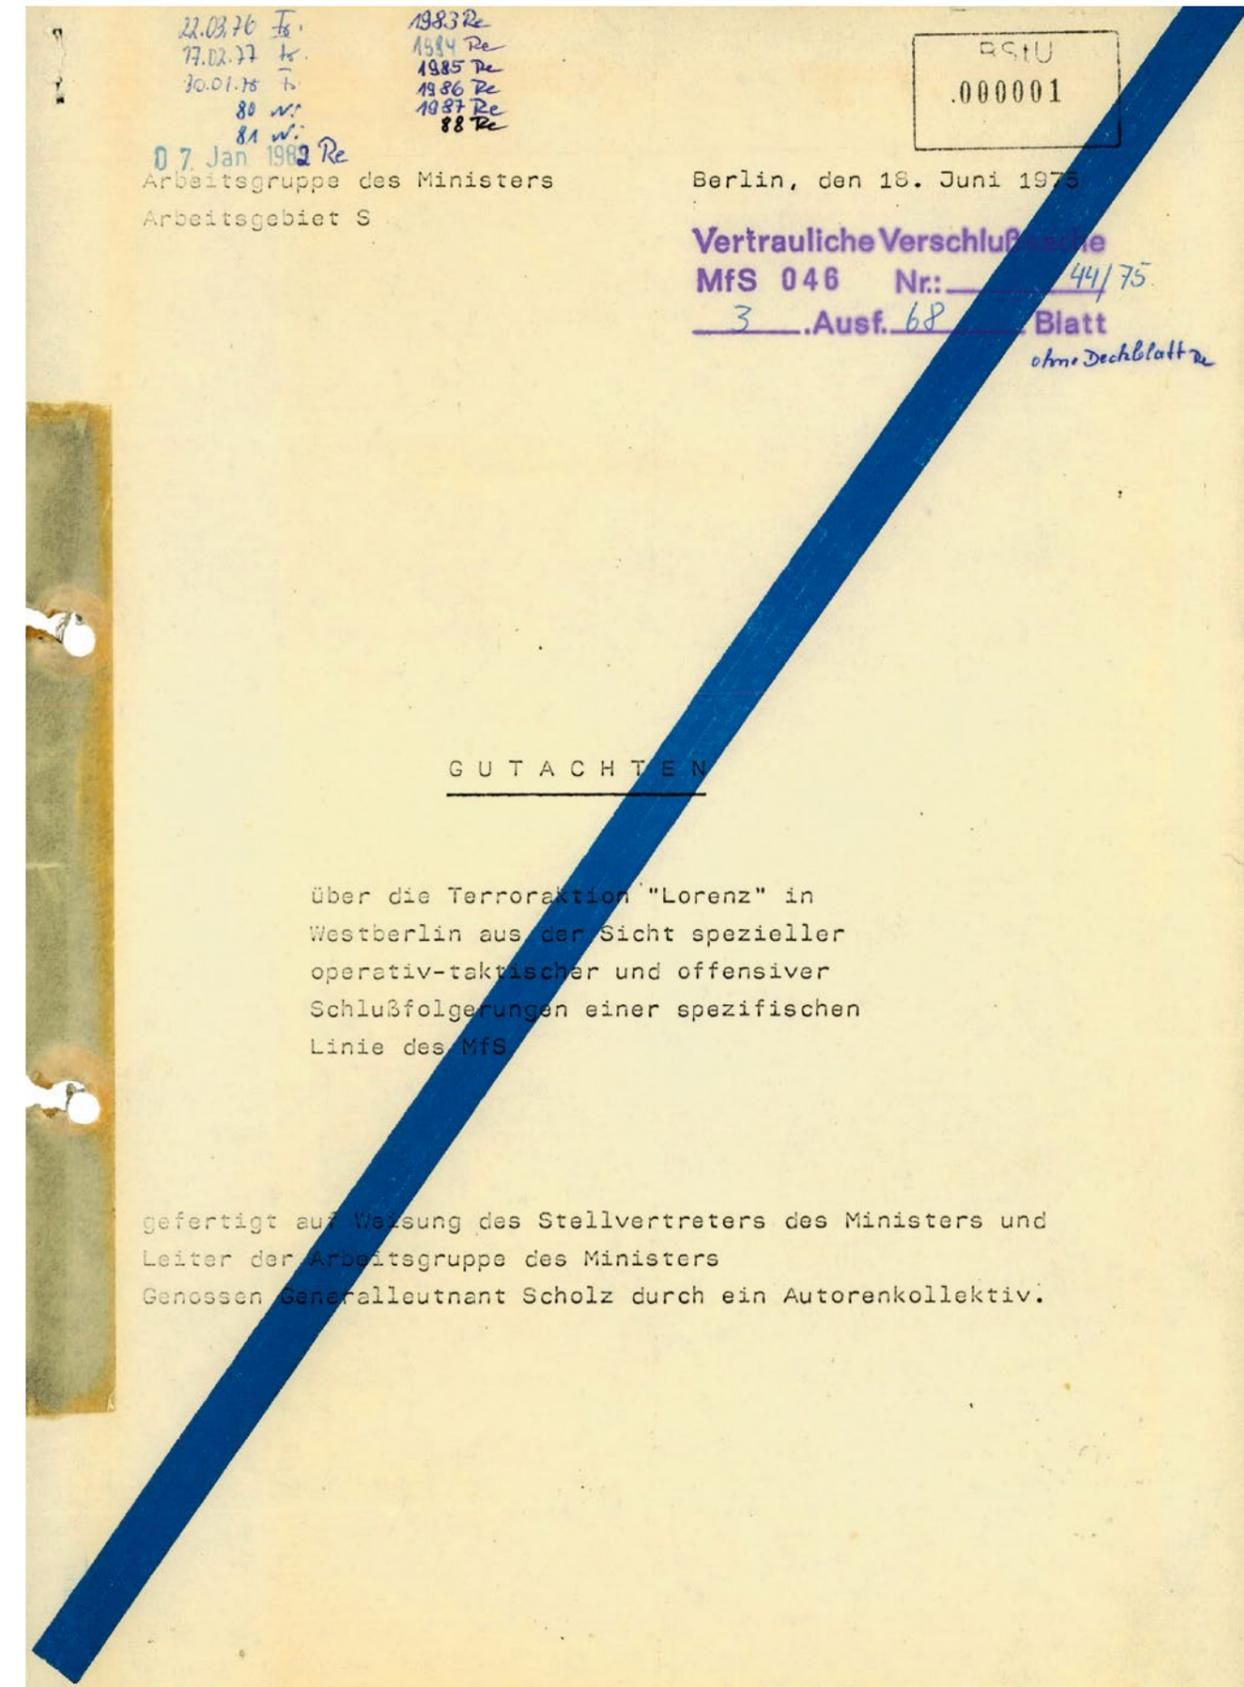 22.03.76
1983 Re
17.02.77
1984 Re
30.01.78
1985 Re
80
1986 Re
81
1987 Re
88 Re
07. Jan 1982 Re
BStU
.000001
Arbeitsgruppe des Ministers
Arbeitsgebiet S
Berlin, den 18. Juni 1975
Vertrauliche Verschlußsache
MfS 046 Nr.: 44/75.
3 .Ausf. 68 Blatt
ohne Deckblatt Re
GUTACHTEN
über die Terroraktion "Lorenz" in
Westberlin aus der Sicht spezieller
operativ-taktischer und offensiver
Schlußfolgerungen einer spezifischen
Linie des MfS
gefertigt auf Weisung des Stellvertreters des Ministers und
Leiter der Arbeitsgruppe des Ministers
Genossen Generalleutnant Scholz durch ein Autorenkollektiv.